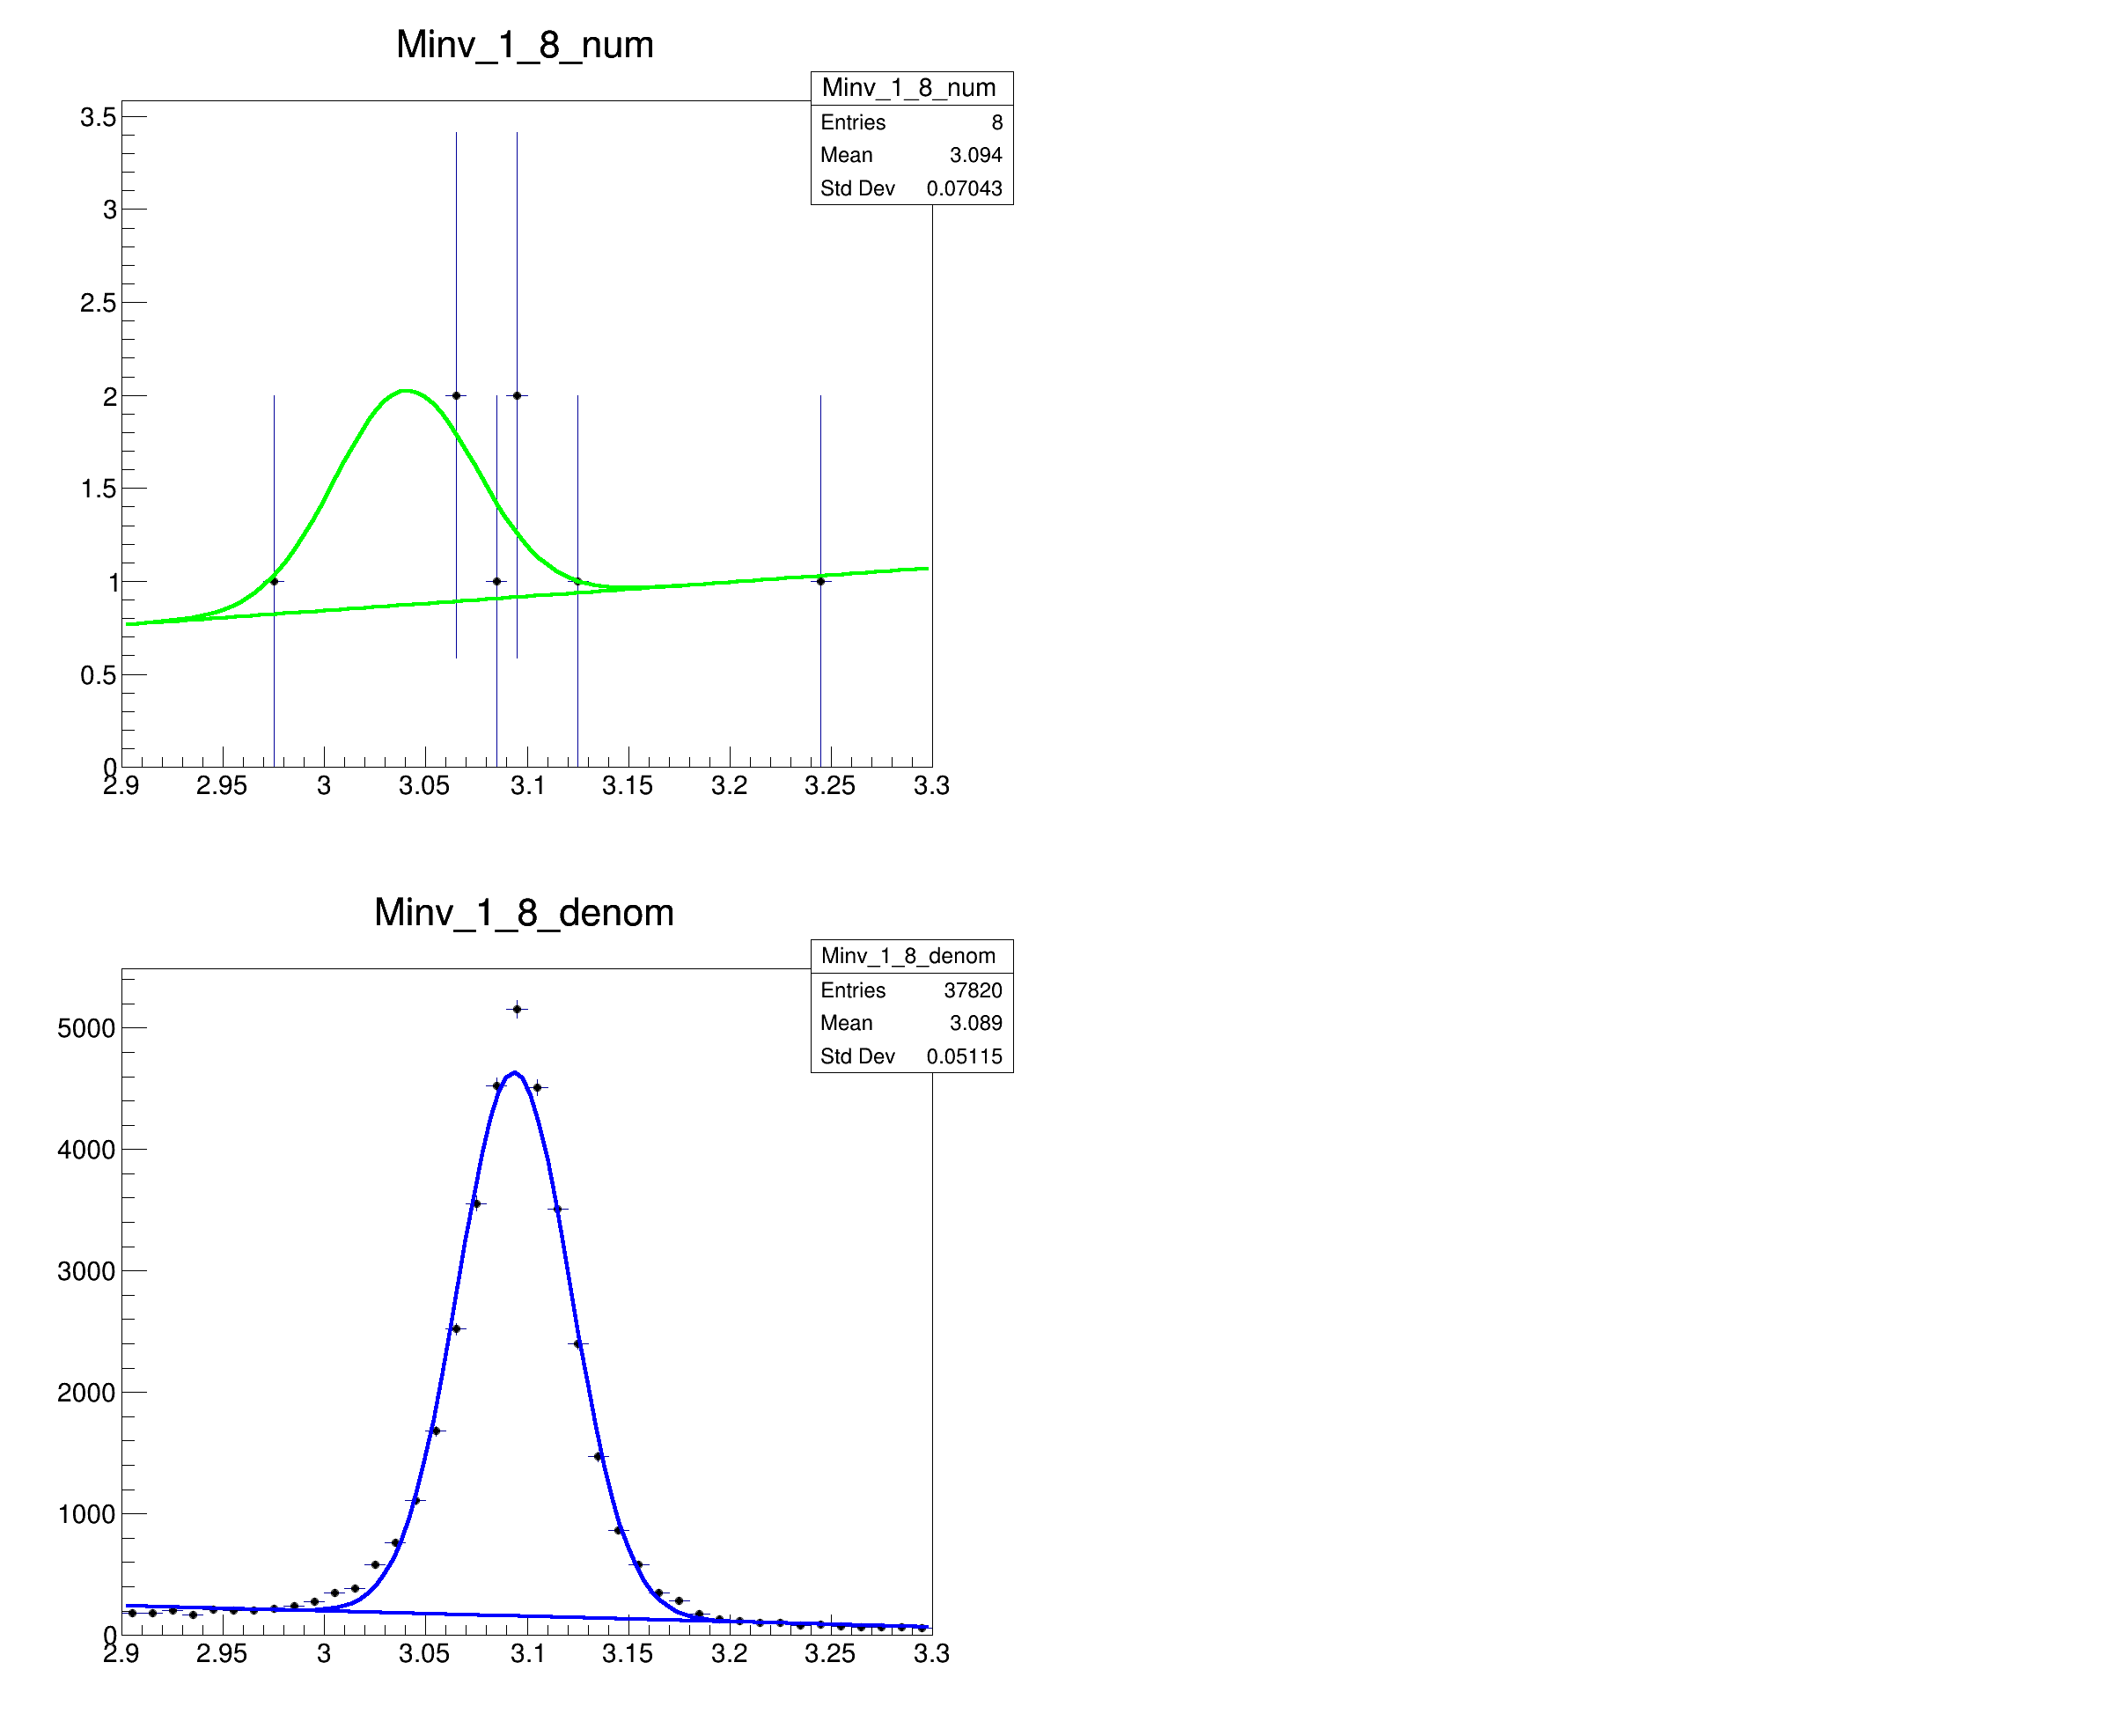 Minv_1_8_num
Minv_1_8_num
Entries 8
Mean 3.094
Std Dev 0.07043
3.5
3
2.5
2
1.5
1
0.5
0
2.9 2.95 3 3.05 3.1 3.15 3.2 3.25 3.3
Minv_1_8_denom
Minv_1_8_denom
Entries 37820
Mean 3.089
Std Dev 0.05115
5000
4000
3000
2000
1000
0
2.9 2.95 3 3.05 3.1 3.15 3.2 3.25 3.3